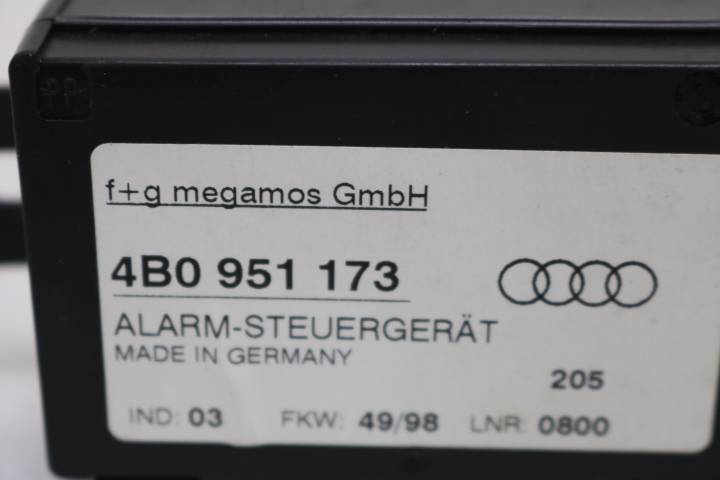 f+g megamos GmbH
4B0 951 173
ALARM-STEUERGERÄT
MADE IN GERMANY
205
IND: 03 FKW: 49/98 LNR: 0800